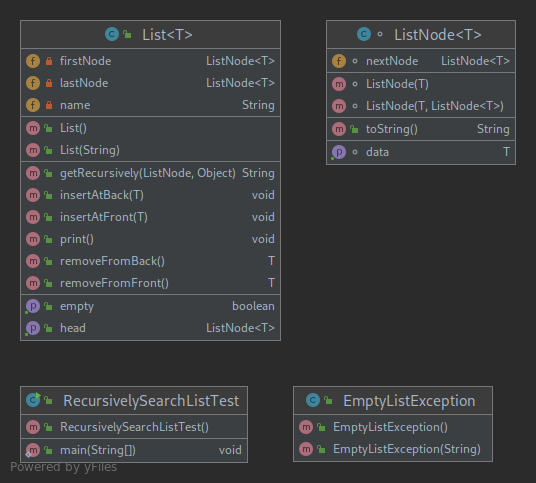 List<T>
firstNode ListNode<T>
lastNode ListNode<T>
name String
List()
List(String)
getRecursively(ListNode, Object) String
insertAtBack(T) void
insertAtFront(T) void
print() void
removeFromBack() T
removeFromFront() T
empty boolean
head ListNode<T>
ListNode<T>
nextNode ListNode<T>
ListNode(T)
ListNode(T, ListNode<T>)
toString() String
data T
RecursivelySearchListTest
RecursivelySearchListTest()
main(String[]) void
EmptyListException
EmptyListException()
EmptyListException(String)
Powered by yFiles